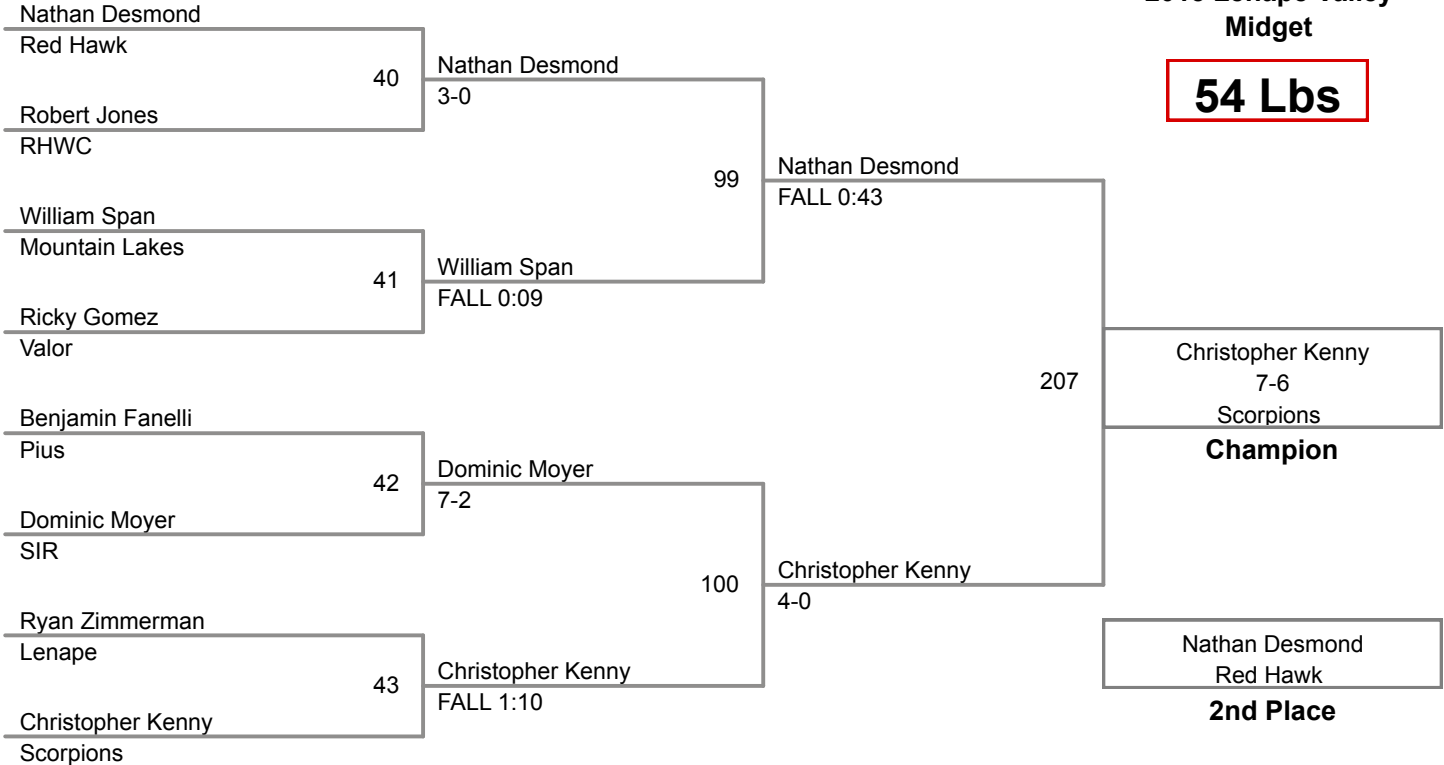 Midget
54 Lbs
Nathan Desmond
Red Hawk
40
Robert Jones
RHWC
William Span
Mountain Lakes
41
Ricky Gomez
Valor
Benjamin Fanelli
Pius
42
Dominic Moyer
SIR
Ryan Zimmerman
Lenape
43
Christopher Kenny
Scorpions
Nathan Desmond
3-0
99
William Span
FALL 0:09
Dominic Moyer
7-2
100
Christopher Kenny
FALL 1:10
Nathan Desmond
FALL 0:43
207
Christopher Kenny
4-0
Christopher Kenny
7-6
Scorpions
Champion
Nathan Desmond
Red Hawk
2nd Place